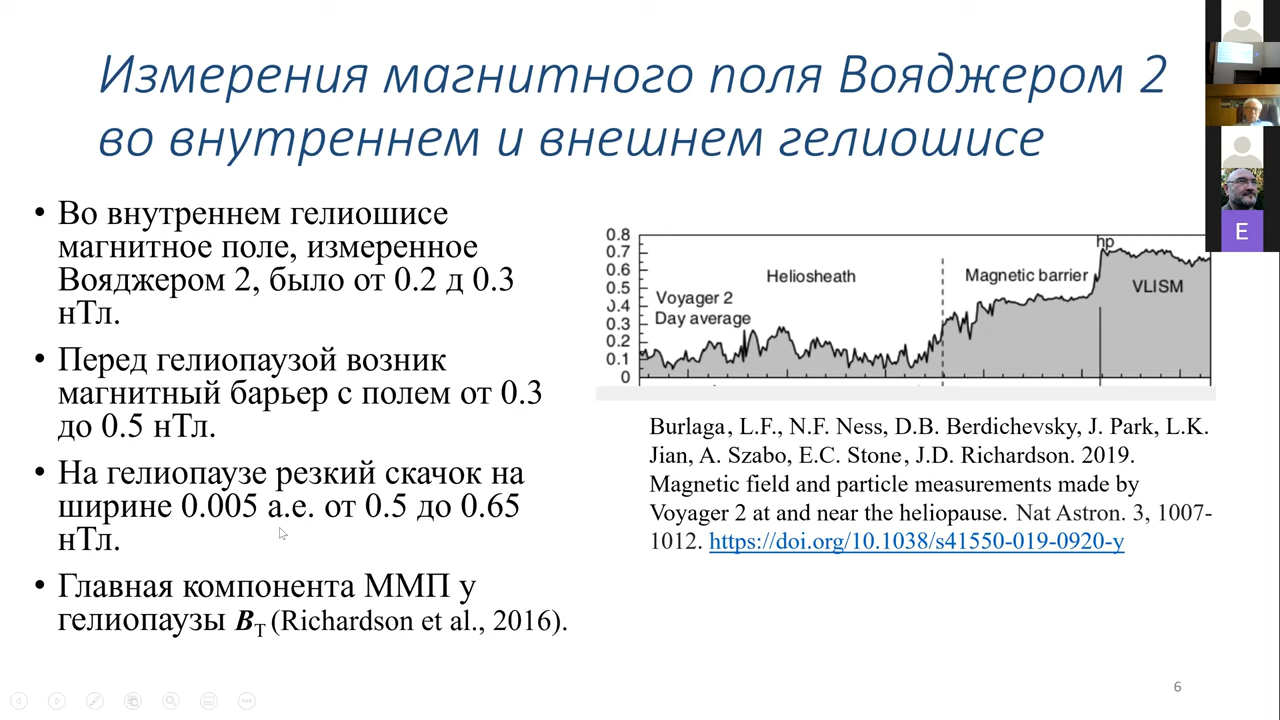 Измерения магнитного поля Вояджером 2
во внутреннем и внешнем гелиошисе
• Во внутреннем гелиошисе
магнитное поле, измеренное
Вояджером 2, было от 0.2 д 0.3
нТл.
• Перед гелиопаузой возник
магнитный барьер с полем от 0.3
до 0.5 нТл.
• На гелиопаузе резкий скачок на
ширине 0.005 а.е. от 0.5 до 0.65
нТл.
• Главная компонента ММП у
гелиопаузы BT (Richardson et al., 2016).
0.8
0.7
0.6
0.5
0.4
0.3
0.2
0.1
0
Heliosheath
Voyager 2
Day average
Magnetic barrier
hp
VLISM
Burlaga, L.F., N.F. Ness, D.B. Berdichevsky, J. Park, L.K.
Jian, A. Szabo, E.C. Stone, J.D. Richardson. 2019.
Magnetic field and particle measurements made by
Voyager 2 at and near the heliopause. Nat Astron. 3, 1007-
1012. https://doi.org/10.1038/s41550-019-0920-y
E
6